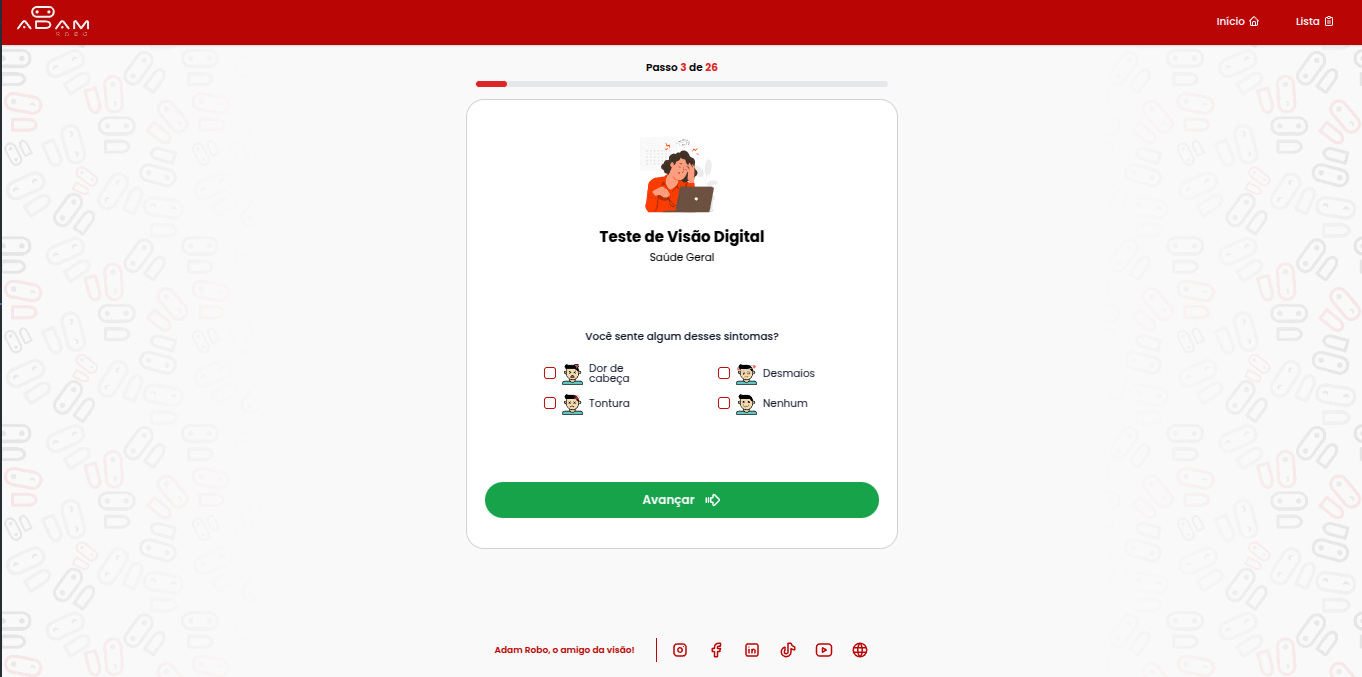 ADAM
ROBO
Início
Lista
Passo 3 de 26
Teste de Visão Digital
Saúde Geral
Você sente algum desses sintomas?
Dor de
cabeça
Desmaios
Tontura
Nenhum
Avançar
Adam Robo, o amigo da visão!